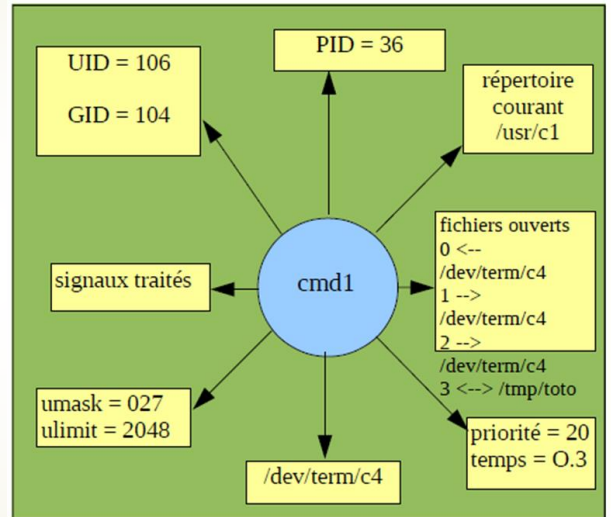 UID = 106
GID = 104
PID = 36
répertoire
courant
/usr/c1
cmd1
signaux traités
fichiers ouverts
0 <--
/dev/term/c4
1 -->
/dev/term/c4
2 -->
/dev/term/c4
3 <--> /tmp/toto
umask = 027
ulimit = 2048
/dev/term/c4
priorité = 20
temps = O.3